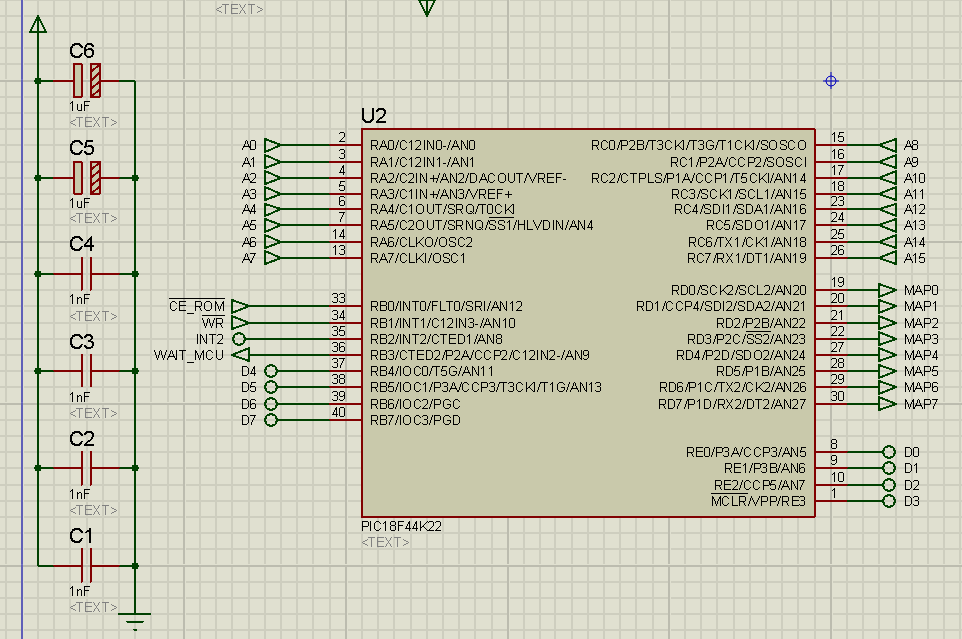 <TEXT>
C6
1uF
<TEXT>
C5
1uF
<TEXT>
C4
1nF
<TEXT>
C3
1nF
<TEXT>
C2
1nF
<TEXT>
C1
1nF
<TEXT>
U2
A0 2 RA0/C12IN0-/AN0
A1 3 RA1/C12IN1-/AN1
A2 4 RA2/C2IN+/AN2/DACOUT/VREF-
A3 5 RA3/C1IN+/AN3/VREF+
A4 6 RA4/C1OUT/SRQ/T0CKI
A5 7 RA5/C2OUT/SRNQ/SS1/HLVDIN/AN4
A6 14 RA6/CLKO/OSC2
A7 13 RA7/CLKI/OSC1
CE_ROM 33 RB0/INT0/FLT0/SRI/AN12
WR 34 RB1/INT1/C12IN3-/AN10
INT2 35 RB2/INT2/CTED1/AN8
WAIT_MCU 36 RB3/CTED2/P2A/CCP2/C12IN2-/AN9
D4 37 RB4/IOC0/T5G/AN11
D5 38 RB5/IOC1/P3A/CCP3/T3CKI/T1G/AN13
D6 39 RB6/IOC2/PGC
D7 40 RB7/IOC3/PGD
RC0/P2B/T3CKI/T3G/T1CKI/SOSCO 15 A8
RC1/P2A/CCP2/SOSCI 16 A9
RC2/CTPLS/P1A/CCP1/T5CKI/AN14 17 A10
RC3/SCK1/SCL1/AN15 18 A11
RC4/SDI1/SDA1/AN16 23 A12
RC5/SDO1/AN17 24 A13
RC6/TX1/CK1/AN18 25 A14
RC7/RX1/DT1/AN19 26 A15
RD0/SCK2/SCL2/AN20 19 MAP0
RD1/CCP4/SDI2/SDA2/AN21 20 MAP1
RD2/P2B/AN22 21 MAP2
RD3/P2C/SS2/AN23 22 MAP3
RD4/P2D/SDO2/AN24 27 MAP4
RD5/P1B/AN25 28 MAP5
RD6/P1C/TX2/CK2/AN26 29 MAP6
RD7/P1D/RX2/DT2/AN27 30 MAP7
RE0/P3A/CCP3/AN5 8 D0
RE1/P3B/AN6 9 D1
RE2/CCP5/AN7 10 D2
MCLR/VPP/RE3 1 D3
PIC18F44K22
<TEXT>